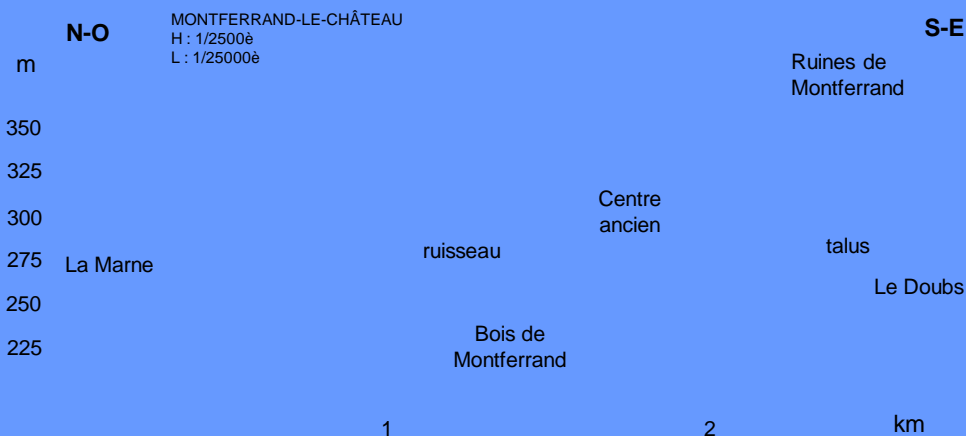 N-O
MONTFERRAND-LE-CHÂTEAU
H : 1/2500è
L : 1/25000è
S-E
m
Ruines de
Montferrand
350
325
Centre
ancien
300
ruisseau
talus
275
La Marne
Le Doubs
250
Bois de
Montferrand
225
1
2
km